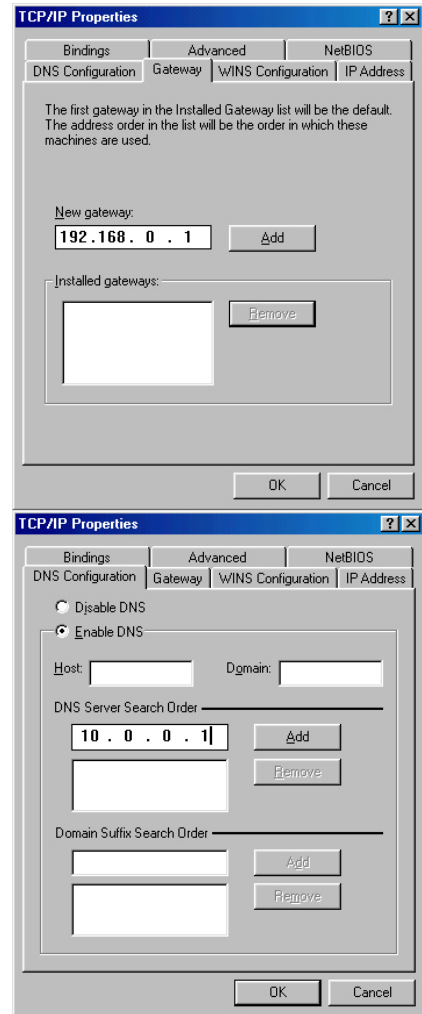 TCP/IP Properties
Bindings Advanced NetBIOS
DNS Configuration Gateway WINS Configuration IP Address
The first gateway in the Installed Gateway list will be the default.
The address order in the list will be the order in which these
machines are used.
New gateway:
192.168. 0 . 1 Add
Installed gateways:
Remove
OK Cancel
TCP/IP Properties
Bindings Advanced NetBIOS
DNS Configuration Gateway WINS Configuration IP Address
Disable DNS
Enable DNS
Host: Domain:
DNS Server Search Order
10 . 0 . 0 . 1 Add
Remove
Domain Suffix Search Order
Add
Remove
OK Cancel